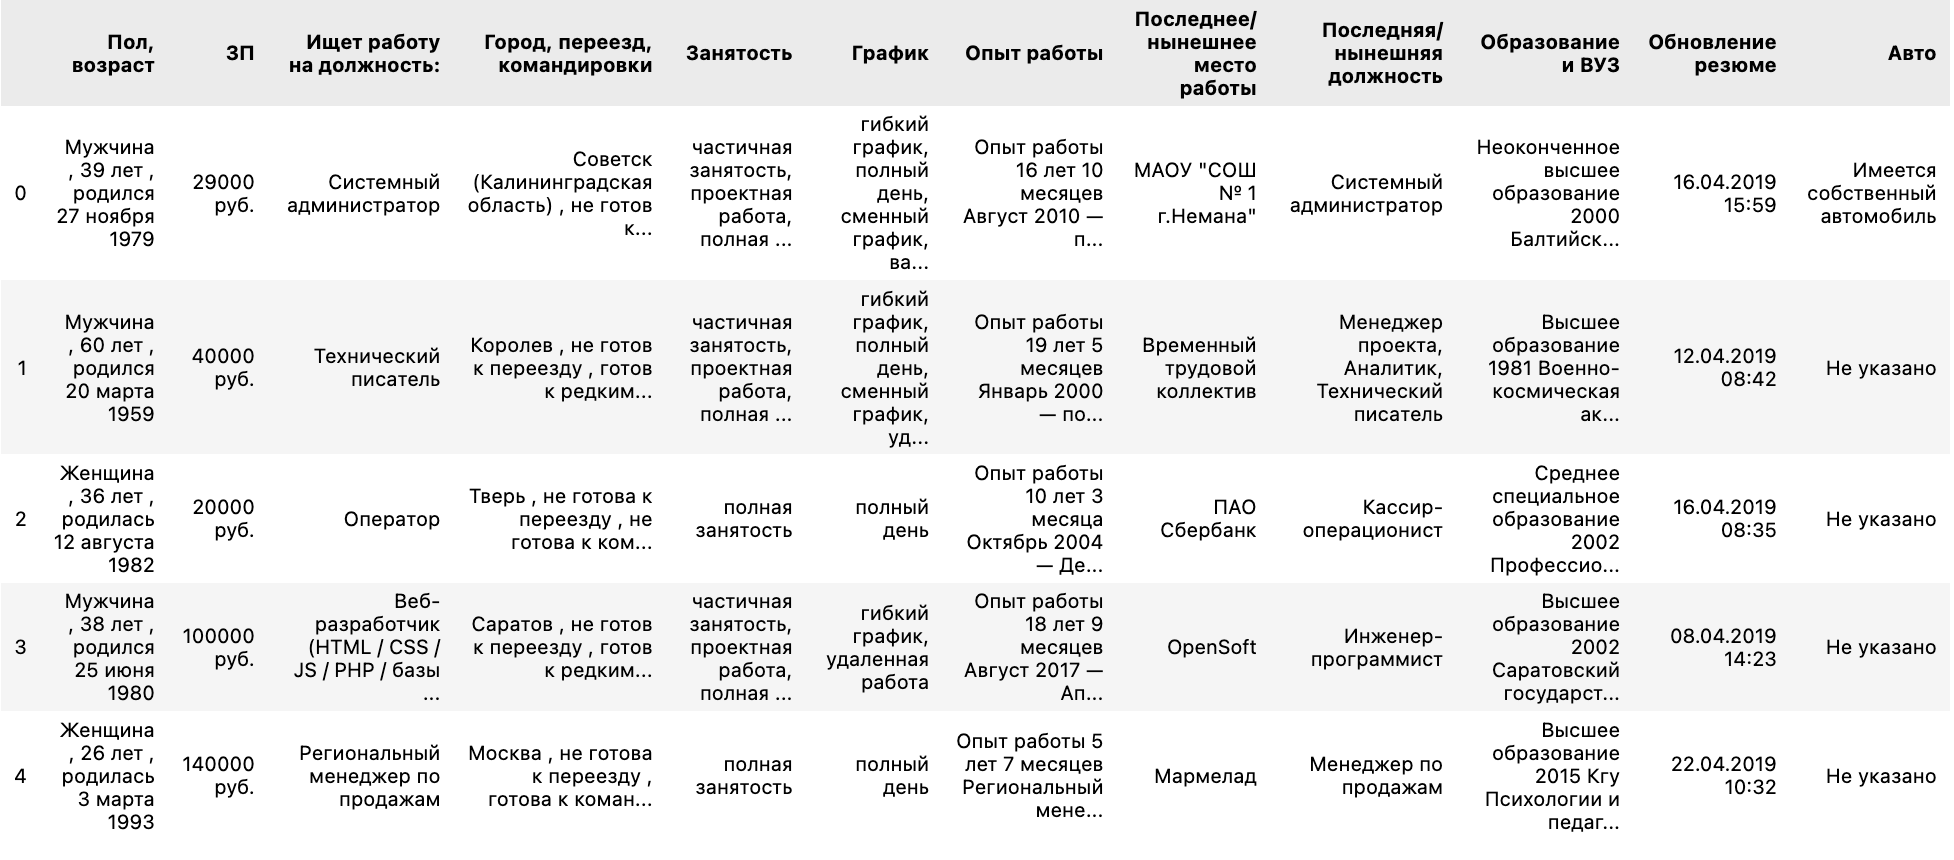 Пол, возраст
ЗП
Ищет работу на должность:
Город, переезд, командировки
Занятость
График
Опыт работы
Последнее/
нынешнее
место
работы
Последняя/
нынешняя
должность
Образование
и ВУЗ
Обновление
резюме
Авто
0
Мужчина
, 39 лет ,
родился
27 ноября
1979
29000
руб.
Системный
администратор
Советск
(Калининградская
область) , не готов
к...
частичная
занятость,
проектная
работа,
полная ...
гибкий
график,
полный
день,
сменный
график,
ва...
Опыт работы
16 лет 10
месяцев
Август 2010 —
п...
МАОУ "СОШ
№ 1
г.Немана"
Системный
администратор
Неоконченное
высшее
образование
2000
Балтийск...
16.04.2019
15:59
Имеется
собственный
автомобиль
1
Мужчина
, 60 лет ,
родился
20 марта
1959
40000
руб.
Технический
писатель
Королев , не готов
к переезду , готов
к редким...
частичная
занятость,
проектная
работа,
полная ...
гибкий
график,
полный
день,
сменный
график,
уд...
Опыт работы
19 лет 5
месяцев
Январь 2000
— по...
Временный
трудовой
коллектив
Менеджер
проекта,
Аналитик,
Технический
писатель
Высшее
образование
1981 Военно-
космическая
ак...
12.04.2019
08:42
Не указано
2
Женщина
, 36 лет ,
родилась
12 августа
1982
20000
руб.
Оператор
Тверь , не готова к
переезду , не
готова к ком...
полная
занятость
полный
день
Опыт работы
10 лет 3
месяца
Октябрь 2004
— Де...
ПАО
Сбербанк
Кассир-
операционист
Среднее
специальное
образование
2002
Профессио...
16.04.2019
08:35
Не указано
3
Мужчина
, 38 лет ,
родился
25 июня
1980
100000
руб.
Веб-
разработчик
(HTML / CSS /
JS / PHP / базы
...
Саратов , не готов
к переезду , готов
к редким...
частичная
занятость,
проектная
работа,
полная ...
гибкий
график,
удаленная
работа
Опыт работы
18 лет 9
месяцев
Август 2017 —
Ап...
OpenSoft
Инженер-
программист
Высшее
образование
2002
Саратовский
государст...
08.04.2019
14:23
Не указано
4
Женщина
, 26 лет ,
родилась
3 марта
1993
140000
руб.
Региональный
менеджер по
продажам
Москва , не готова
к переезду ,
готова к коман...
полная
занятость
полный
день
Опыт работы 5
лет 7 месяцев
Региональный
мене...
Мармелад
Менеджер по
продажам
Высшее
образование
2015 Кгу
Психологии и
педаг...
22.04.2019
10:32
Не указано